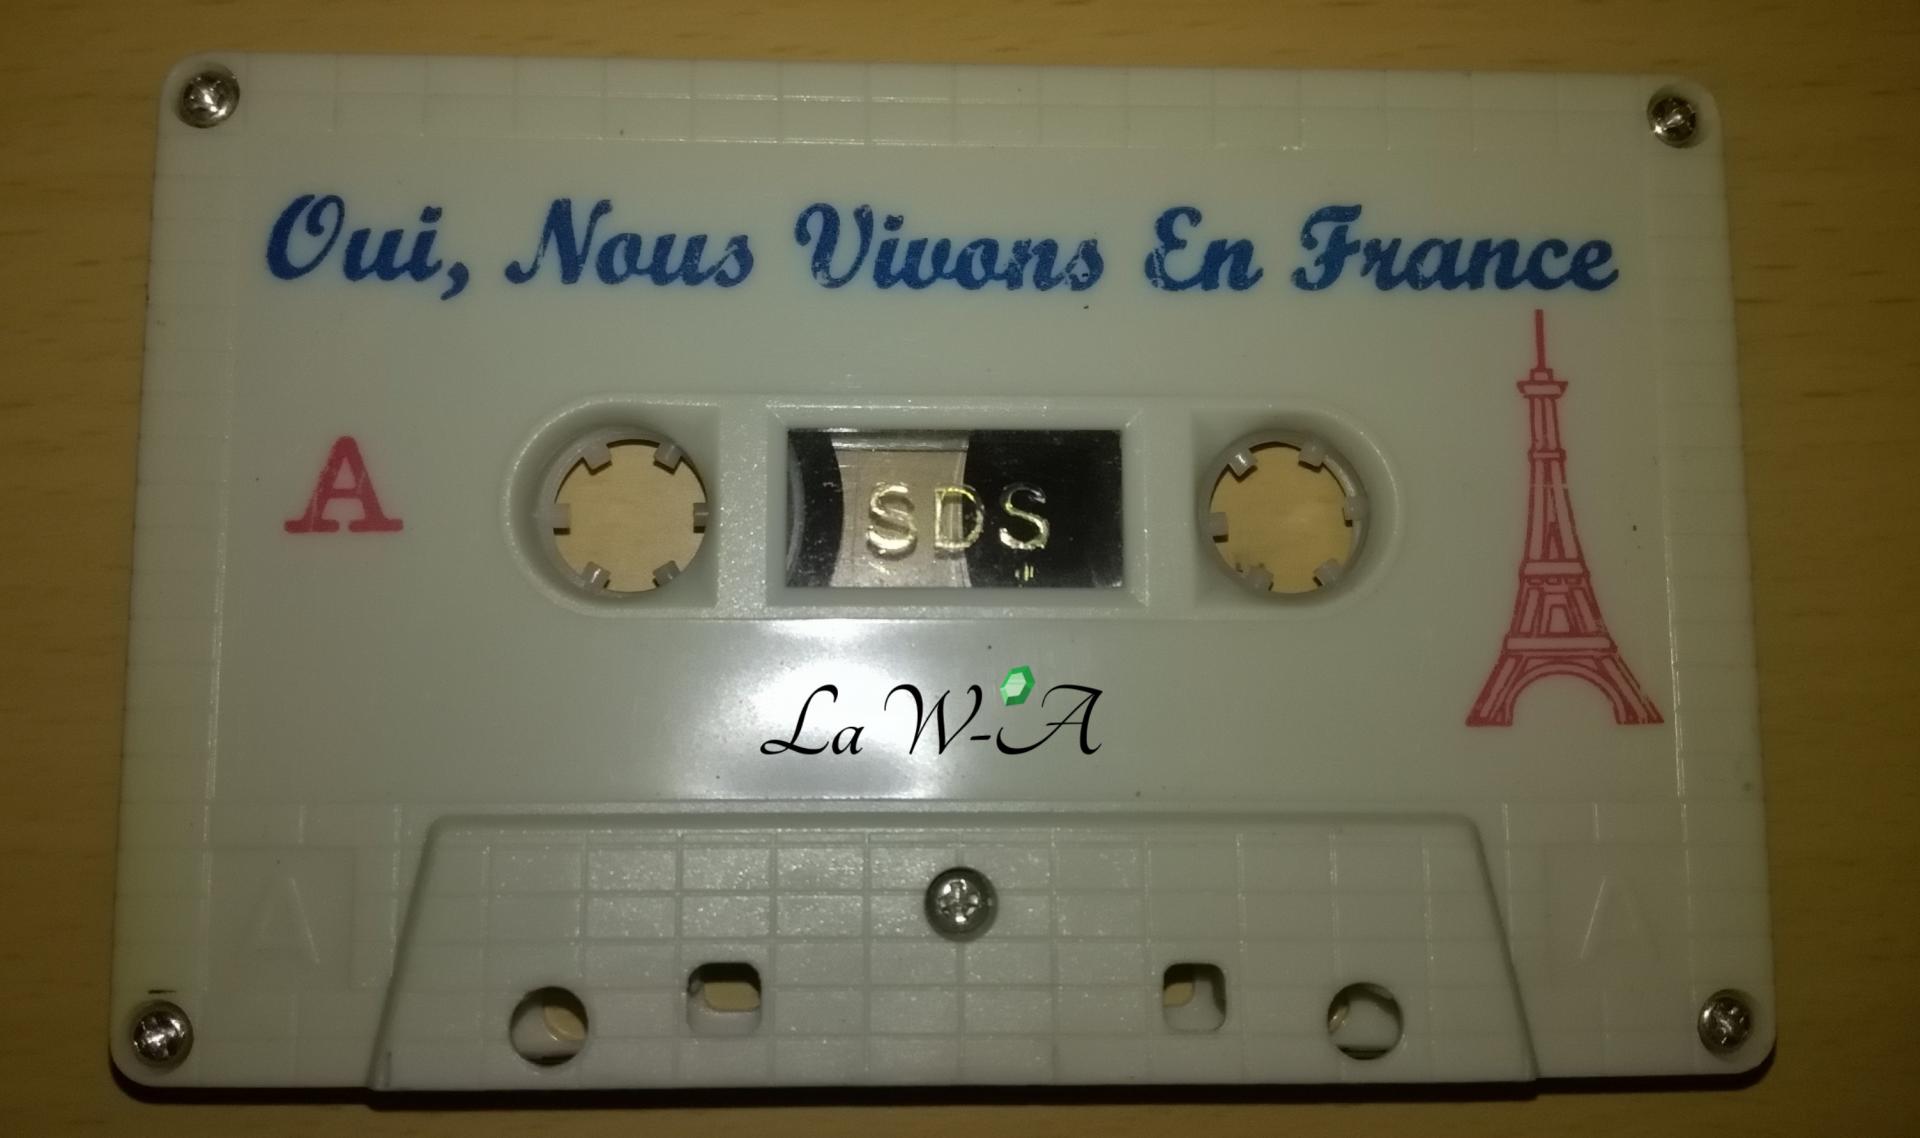 Oui, Nous Vivons En France
A
SDS
La W-A
A A